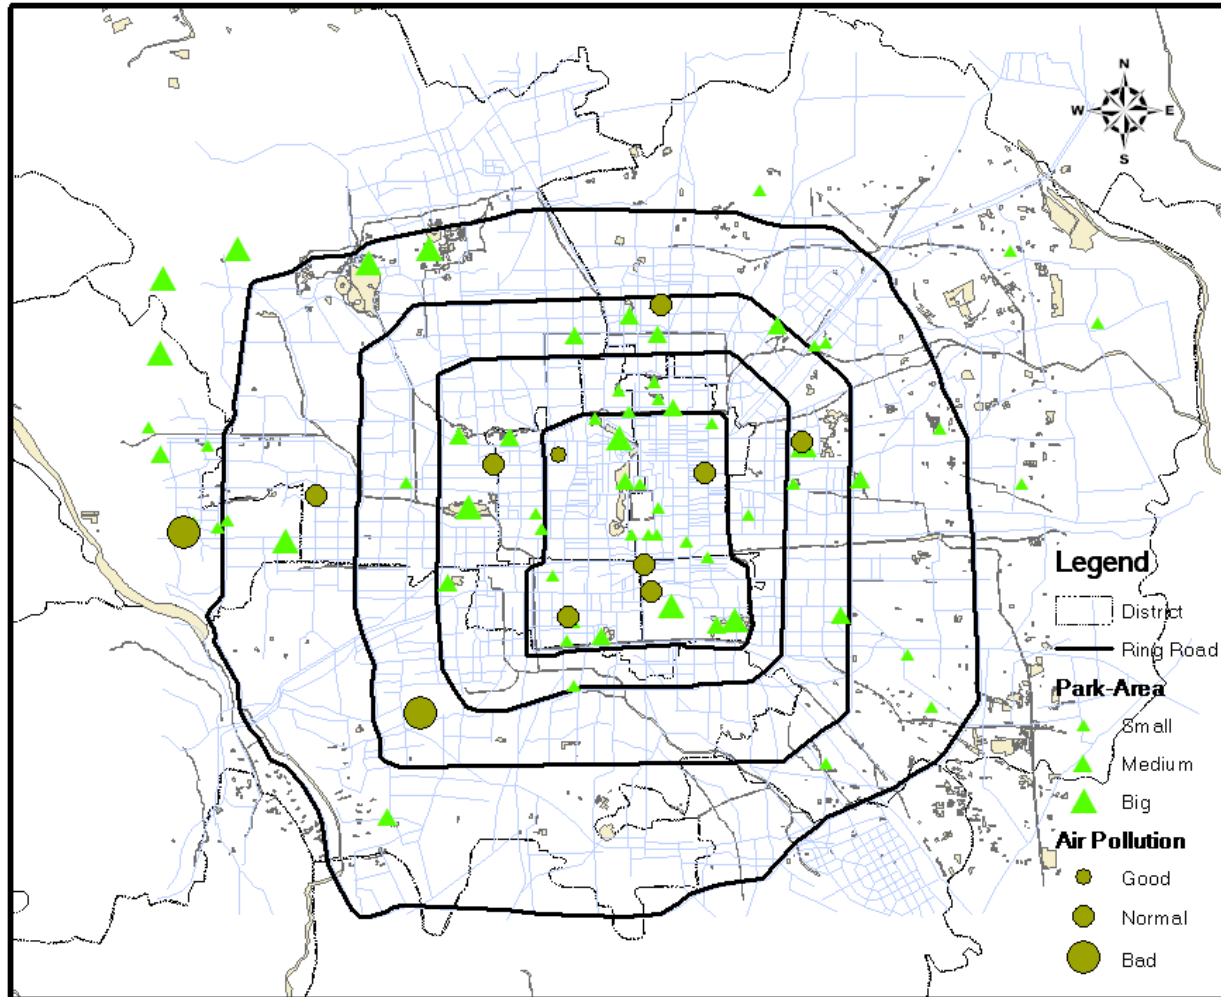 N
W E
S
Legend
District
Ring Road
Park-Area
Small
Medium
Big
Air Pollution
Good
Normal
Bad